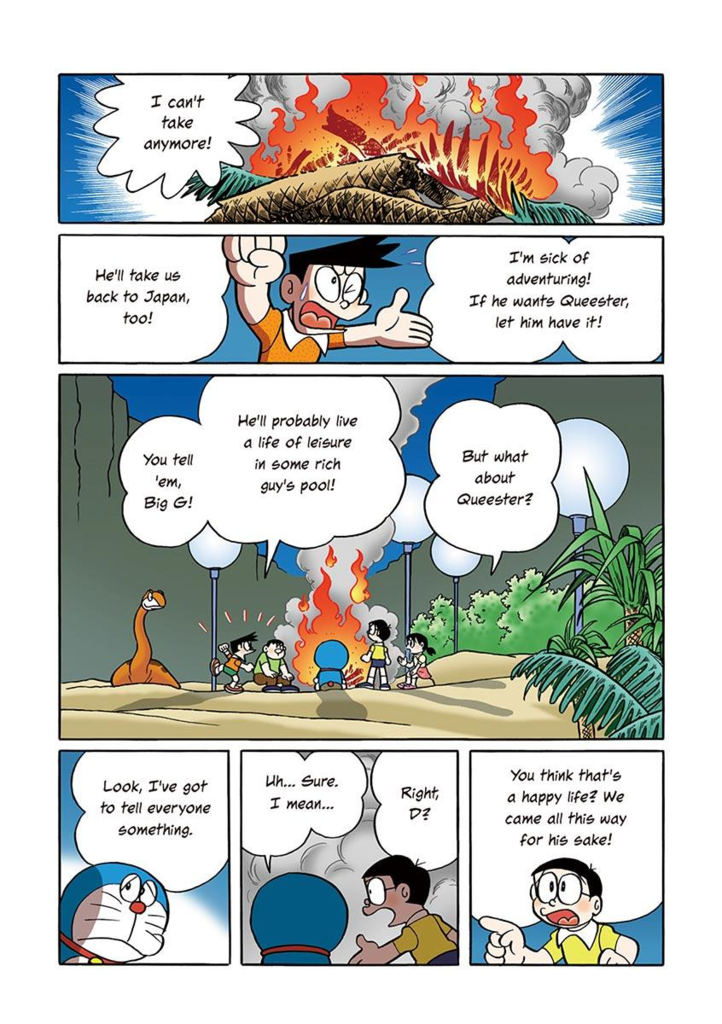 I can't
take
anymore!
I'm sick of
adventuring!
If he wants Queester,
let him have it!
He'll take us
back to Japan,
too!
But what
about
Queester?
He'll probably live
a life of leisure
in some rich
guy's pool!
You tell
'em,
Big G!
You think that's
a happy life? We
came all this way
for his sake!
Right,
D?
Uh... Sure.
I mean...
Look, I've got
to tell everyone
something.